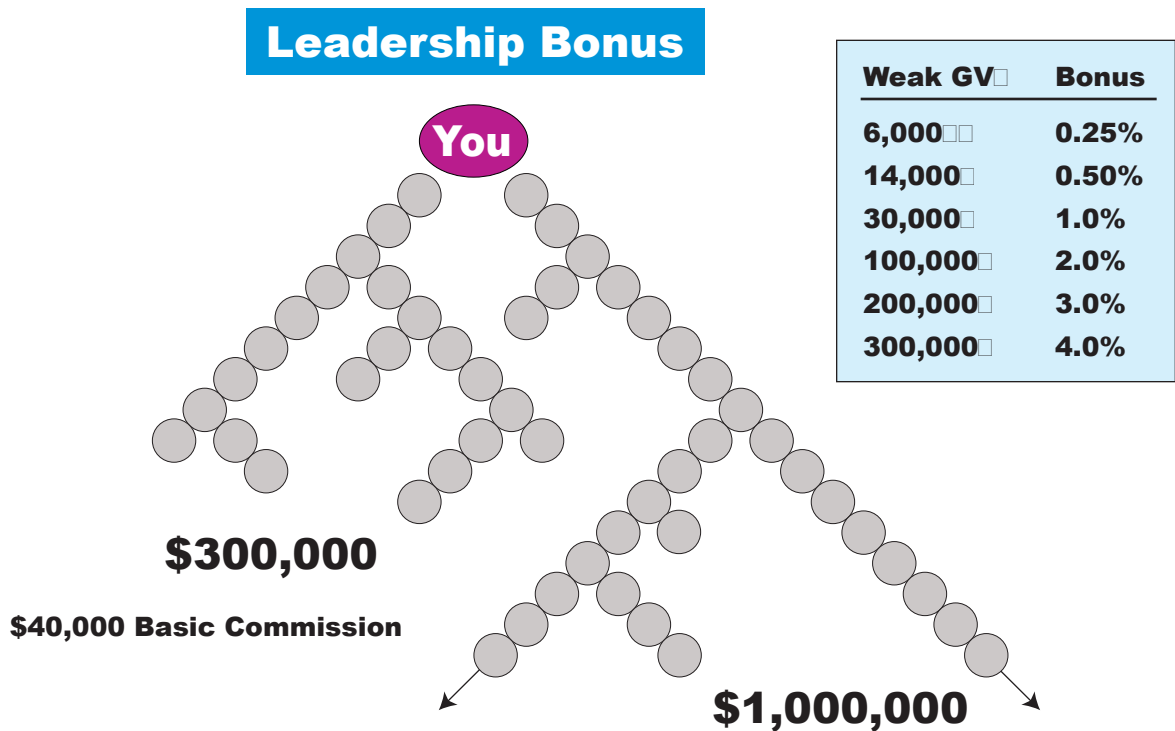 Leadership Bonus
You
Weak GV Bonus
6,000 0.25%
14,000 0.50%
30,000 1.0%
100,000 2.0%
200,000 3.0%
300,000 4.0%
$300,000
$40,000 Basic Commission
$1,000,000